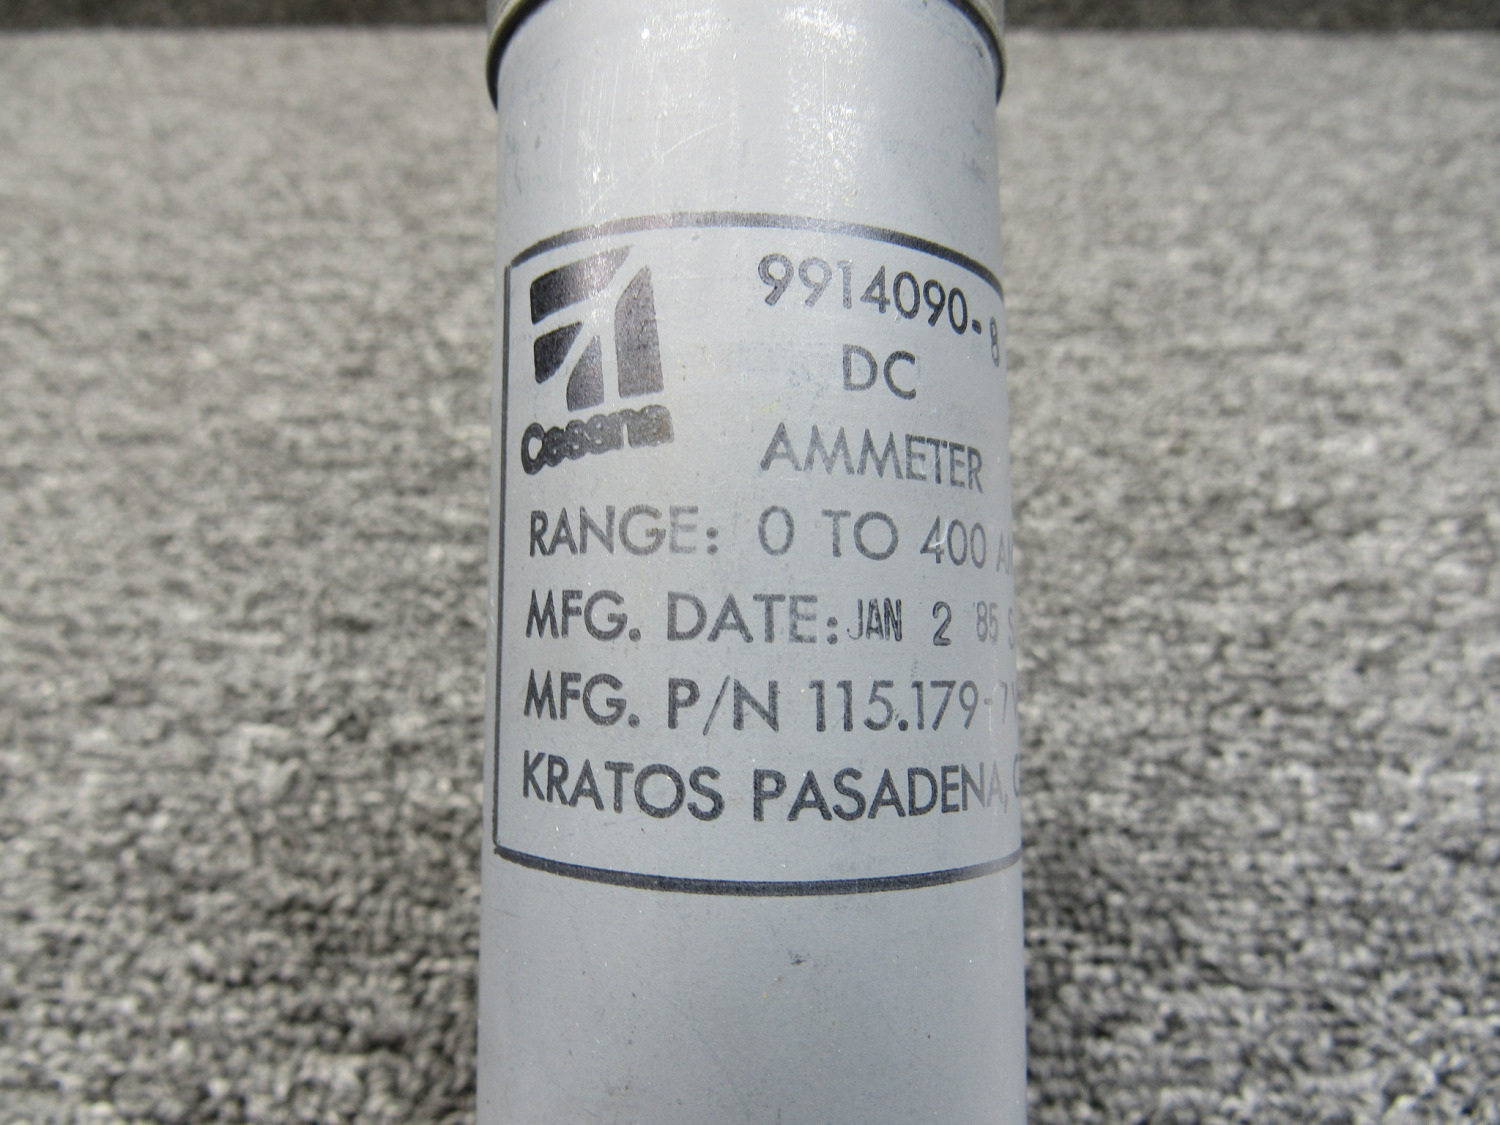 9914090-8
Cessna
DC
AMMETER
RANGE: 0 TO 400
MFG. DATE: JAN 2 '85
MFG. P/N 115.179-7
KRATOS PASADENA,